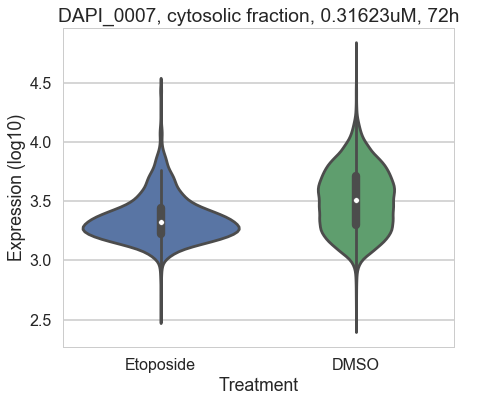 DAPI_0007, cytosolic fraction, 0.31623uM, 72h
Expression (log10)
4.5
4.0
3.5
3.0
2.5
Etoposide DMSO
Treatment